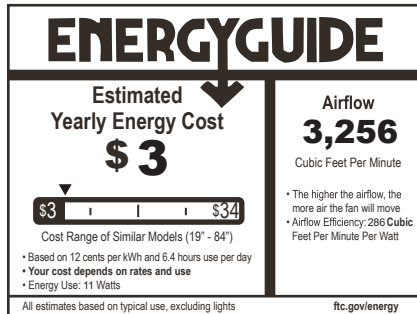 ENERGYGUIDE
Estimated
Yearly Energy Cost
$ 3
$3
$34
Cost Range of Similar Models (19" - 84")
• Based on 12 cents per kWh and 6.4 hours use per day
• Your cost depends on rates and use
• Energy Use: 11 Watts
Airflow
3,256
Cubic Feet Per Minute
• The higher the airflow, the
more air the fan will move
• Airflow Efficiency: 286 Cubic
Feet Per Minute Per Watt
All estimates based on typical use, excluding lights
ftc.gov/energy